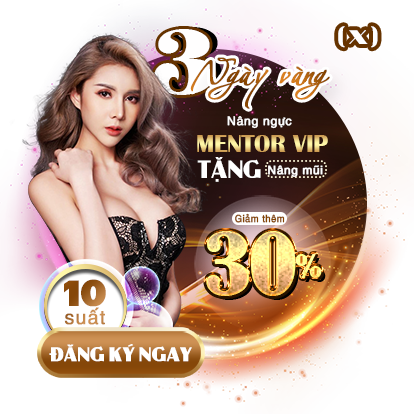 (x)
3 Ngày vàng
Nâng ngực
MENTOR VIP
TẶNG Nâng mũi
Giảm thêm
30%
10
suất
ĐĂNG KÝ NGAY